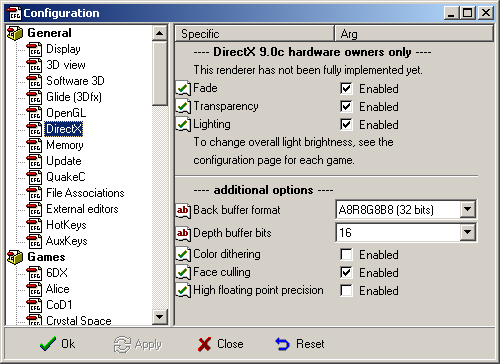 Configuration
General
Display
3D view
Software 3D
Glide (3Dfx)
OpenGL
DirectX
Memory
Update
QuakeC
File Associations
External editors
HotKeys
AuxKeys
Games
6DX
Alice
CoD1
Crystal Space
Specific Arg
---- DirectX 9.0c hardware owners only ----
This renderer has not been fully implemented yet.
Fade Enabled
Transparency Enabled
Lighting Enabled
To change overall light brightness, see the
configuration page for each game.
---- additional options ----
Back buffer format A8R8G8B8 (32 bits)
Depth buffer bits 16
Color dithering Enabled
Face culling Enabled
High floating point precision Enabled
Ok Apply Close Reset